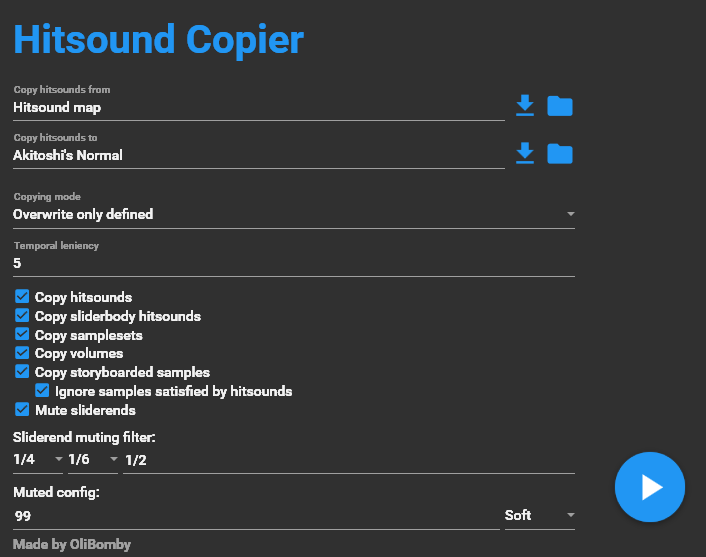 Hitsound Copier
Copy hitsounds from
Hitsound map
Copy hitsounds to
Akitoshi's Normal
Copying mode
Overwrite only defined
Temporal leniency
5
Copy hitsounds
Copy sliderbody hitsounds
Copy samplesets
Copy volumes
Copy storyboarded samples
Ignore samples satisfied by hitsounds
Mute sliderends
Sliderend muting filter:
1/4 1/6 1/2
Muted config:
99 Soft
Made by OliBomby